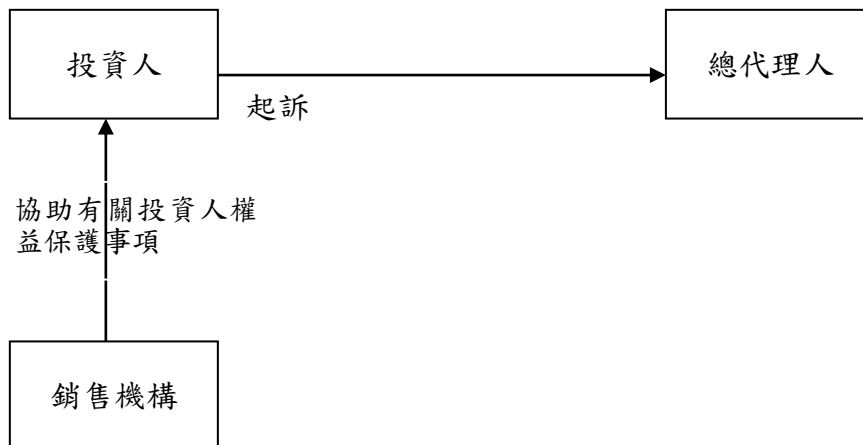 投資人
總代理人
起訴
協助有關投資人權
益保護事項
銷售機構